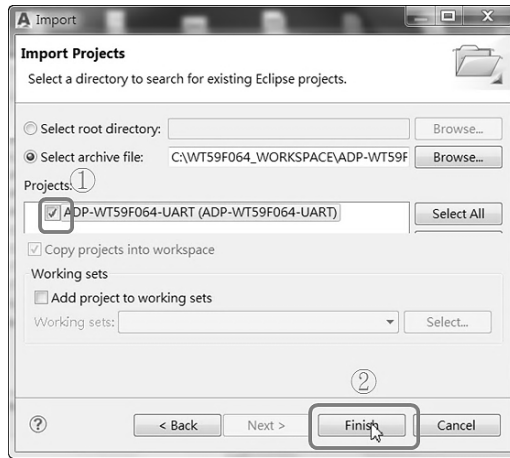 Import
Import Projects
Select a directory to search for existing Eclipse projects.
Select root directory:
Browse...
Select archive file: C:\WT59F064_WORKSPACE\ADP-WT59F Browse...
①
Projects:
ADP-WT59F064-UART (ADP-WT59F064-UART) Select All
Copy projects into workspace
Working sets
Add project to working sets
Working sets: Select...
②
? < Back Next > Finish Cancel